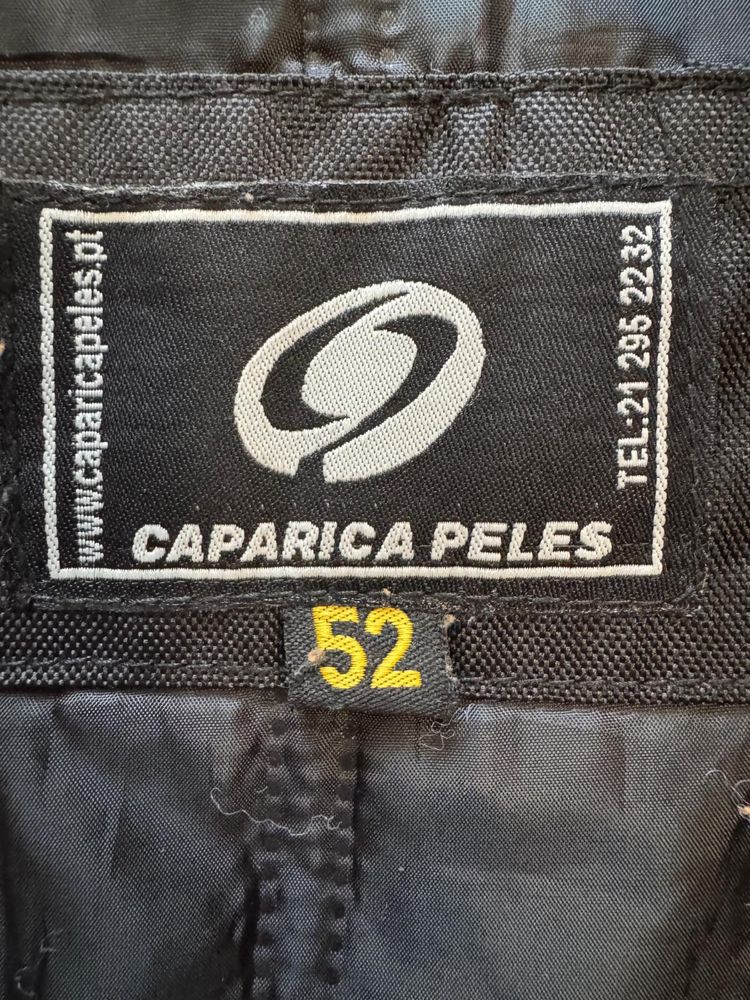 www.caparicapeles.pt
TEL:21 295 22 32
CAPARICA PELES
52